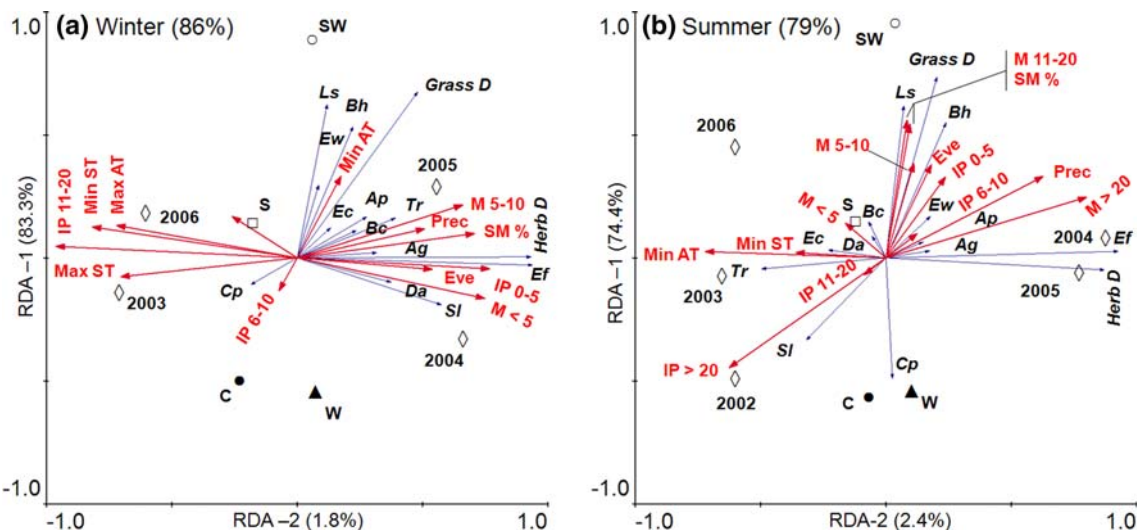 (a) Winter (86%)
1.0
SW
Grass D
Ls
Bh
Ew
Min AT
2005
IP 11-20
Min ST
Max AT
2006
S
Ap
Tr
M 5-10
Ec
Bc
Prec
SM %
Ag
Herb D
Max ST
Eve
Ef
IP 0-5
2003
Cp
IP 6-10
Da
Sl
M < 5
2004
C
W
RDA –1 (83.3%)
-1.0
-1.0
RDA –2 (1.8%)
1.0
(b) Summer (79%)
1.0
SW
Grass D
M 11-20
SM %
Ls
Bh
2006
M 5-10
Eve
IP 0-5
IP 6-10
Prec
S
M < 5
Bc
Ew
Ap
M > 20
2004
Ef
Min AT
Min ST
Ec
Da
Ag
Tr
2003
IP 11-20
2005
Herb D
Sl
IP > 20
Cp
2002
C
W
RDA –1 (74.4%)
-1.0
-1.0
RDA-2 (2.4%)
1.0